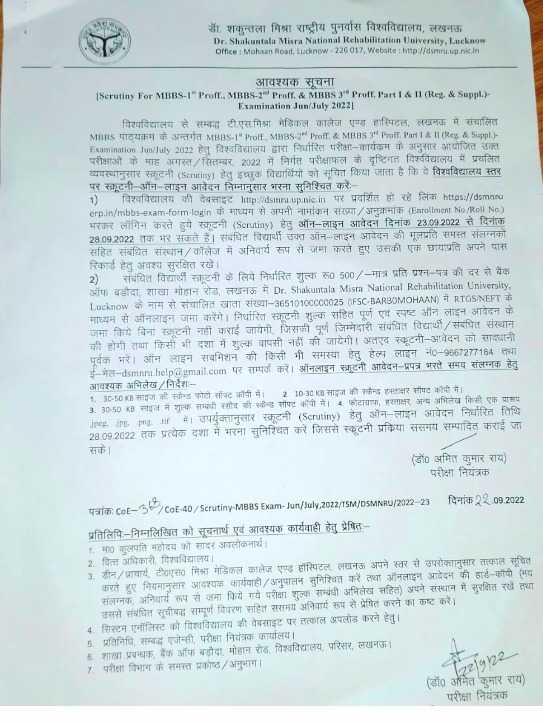 डॉ. शकुन्तला मिश्रा राष्ट्रीय पुनर्वास विश्वविद्यालय, लखनऊ
Dr. Shakuntala Misra National Rehabilitation University, Lucknow
Office : Mohaan Road, Lucknow - 226 017, Website : http://dsmru.up.nic.in
आवश्यक सूचना
[Scrutiny For MBBS-1st Proff., MBBS-2nd Proff. & MBBS 3rd Proff. Part I & II (Reg. & Suppl.)-
Examination Jun/July 2022]
विश्वविद्यालय से सम्बद्ध टी.एस.मिश्रा मेडिकल कालेज एण्ड हास्पिटल, लखनऊ में संचालित
MBBS पाठ्यक्रम के अन्तर्गत MBBS-1st Proff., MBBS-2nd Proff. & MBBS 3rd Proff. Part I & II (Reg. & Suppl.)-
Examination Jun/July 2022 हेतु विश्वविद्यालय द्वारा निर्धारित परीक्षा–कार्यकम के अनुसार आयोजित उक्त
परीक्षाओं के माह अगस्त/सितम्बर, 2022 में निर्गत परीक्षाफल के दृष्टिगत विश्वविद्यालय में प्रचलित
व्यवस्थानुसार स्क्रूटनी (Scrutiny) हेतु इच्छुक विद्यार्थियों को सूचित किया जाता है कि वे विश्वविद्यालय स्तर
पर स्क्रूटनी–ऑन–लाइन आवेदन निम्नानुसार भरना सुनिश्चित करें:–
1) विश्वविद्यालय की वेबसाइट http://dsmru.up.nic.in पर प्रदर्शित हो रहे लिंक https://dsmnru
erp.in/mbbs-exam-form-login के माध्यम से अपनी नामांकन संख्या/अनुक्रमांक (Enrollment No./Roll No.)
भरकर लॉगिन करते हुये स्क्रूटनी (Scrutiny) हेतु ऑन–लाइन आवेदन दिनांक 23.09.2022 से दिनांक
28.09.2022 तक भर सकते हैं। संबंधित विद्यार्थी उक्त ऑन–लाइन आवेदन की मूलप्रति समस्त संलग्नकों
सहित संबंधित संस्थान/कॉलेज में अनिवार्य रूप से जमा करते हुए उसकी एक छायाप्रति अपने पास
रिकार्ड हेतु अवश्य सुरक्षित रखें।
2) संबंधित विद्यार्थी स्क्रूटनी के लिये निर्धारित शुल्क रू0 500/–मात्र प्रति प्रश्न–पत्र की दर से बैंक
ऑफ बड़ोदा, शाखा मोहान रोड, लखनऊ में Dr. Shakuntala Misra National Rehabilitation University,
Lucknow के नाम से संचालित खाता संख्या–36510100000025 (IFSC-BARB0MOHAAN) में RTGS/NEFT के
माध्यम से ऑनलाइन जमा करेंगे। निर्धारित शुल्क सहित पूर्ण एवं स्पष्ट ऑन लाइन आवेदन के
जमा किये बिना स्क्रूटनी नहीं कराई जायेगी, जिसकी पूर्ण जिम्मेदारी संबंधित विद्यार्थी/संबंधित संस्थान
की होगी तथा किसी भी दशा में शुल्क वापसी नहीं की जायेगी। अतएव स्क्रूटनी–आवेदन को सावधानी
पूर्वक भरें। ऑन लाइन सबमिशन की किसी भी समस्या हेतु हेल्प लाइन नं0–9667277184 तथा
ई–मेल–dsmnru.help@gmail.com पर सम्पर्क करें। ऑनलाइन स्क्रूटनी आवेदन–प्रपत्र भरते समय संलग्नक हेतु
आवश्यक अभिलेख/निर्देशः–
1. 30-50 KB साइज की स्कैन्ड फोटो सॉफ्ट कॉपी में। 2 10-30 KB साइज की स्कैन्ड हस्ताक्षर सॉफ्ट कॉपी में।
3. 30-50 KB साइज में शुल्क सम्बंधी रसीद की स्कैन्ड सॉफ्ट कॉपी में। 4. फोटोग्राफ, हस्ताक्षर, अन्य अभिलेख किसी एक प्रारूप
jpeg, .jpg, .png, .tif में। उपर्युक्तानुसार स्क्रूटनी (Scrutiny) हेतु ऑन–लाइन आवेदन निर्धारित तिथि
28.09.2022 तक प्रत्येक दशा में भरना सुनिश्चित करें जिससे स्क्रूटनी प्रक्रिया ससमय सम्पादित कराई जा
सके।
(डॉ0 अमित कुमार राय)
परीक्षा नियंत्रक
पत्रांकः CoE–368/CoE-40/Scrutiny-MBBS Exam- Jun/July,2022/TSM/DSMNRU/2022–23 दिनांक 22.09.2022
प्रतिलिपिः–निम्नलिखित को सूचनार्थ एवं आवश्यक कार्यवाही हेतु प्रेषितः–
1. मा0 कुलपति महोदय को सादर अवलोकनार्थ।
2. वित्त अधिकारी, विश्वविद्यालय।
3. डीन/प्राचार्य, टी0एस0 मिश्रा मेडिकल कालेज एण्ड हॉस्पिटल, लखनऊ अपने स्तर से उपरोक्तानुसार तत्काल सूचित
करते हुए नियमानुसार आवश्यक कार्यवाही/अनुपालन सुनिश्चित करें तथा ऑनलाइन आवेदन की हार्ड–कॉपी (मय
संलग्नक, अनिवार्य रूप से जमा किये गये परीक्षा शुल्क सम्बंधी अभिलेख सहित) अपने संस्थान में सुरक्षित रखें तथा
उससे संबंधित सूचीबद्ध सम्पूर्ण विवरण सहित ससमय अनिवार्य रूप से प्रेषित करने का कष्ट करें।
4. सिस्टम एनॉलिस्ट को विश्वविद्यालय की वेबसाइट पर तत्काल अपलोड करने हेतु।
5. प्रतिनिधि, सम्बद्ध एजेन्सी, परीक्षा नियंत्रक कार्यालय।
6. शाखा प्रबन्धक, बैंक ऑफ बड़ौदा, मोहान रोड, विश्वविद्यालय, परिसर, लखनऊ।
7. परीक्षा विभाग के समस्त प्रकोष्ठ/अनुभाग।
22/9/22
(डॉ0 अमित कुमार राय)
परीक्षा नियंत्रक